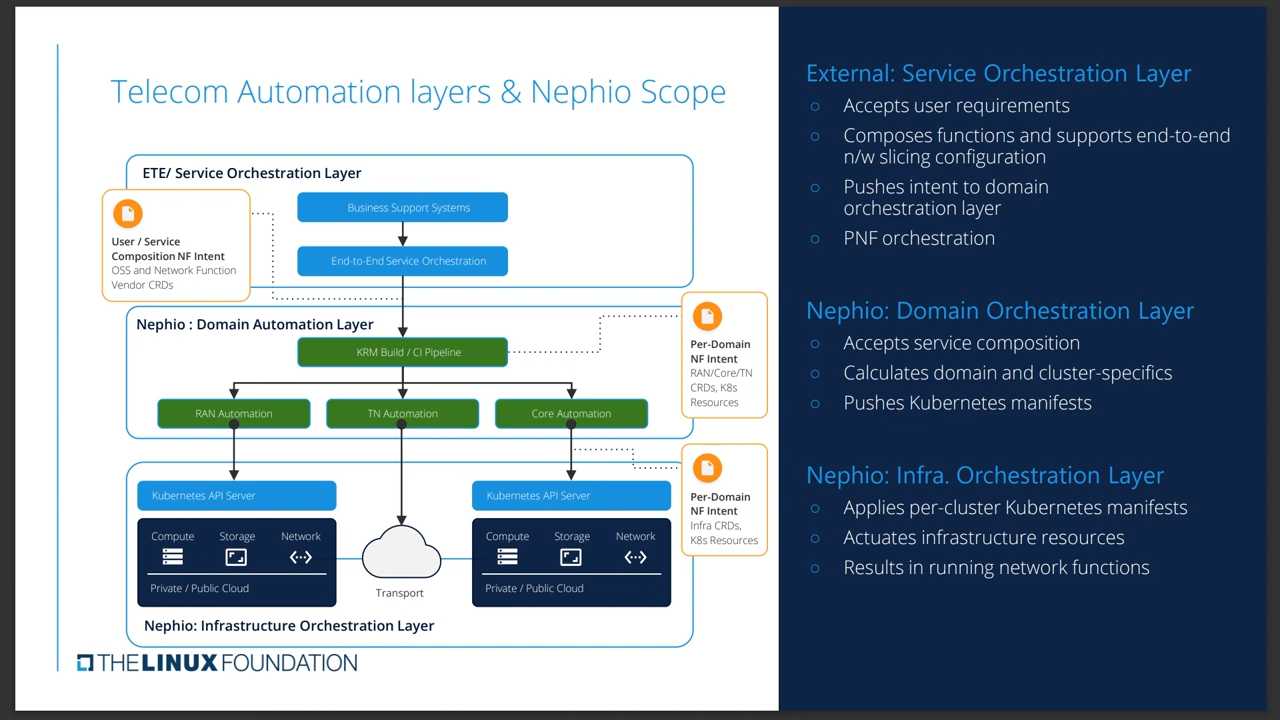 Telecom Automation layers & Nephio Scope
ETE/ Service Orchestration Layer
Business Support Systems
End-to-End Service Orchestration
User / Service
Composition NF Intent
OSS and Network Function
Vendor CRDs
Nephio : Domain Automation Layer
KRM Build / CI Pipeline
RAN Automation
TN Automation
Core Automation
Per-Domain
NF Intent
RAN/Core/TN
CRDs, K8s
Resources
Kubernetes API Server
Compute
Storage
Network
Private / Public Cloud
Transport
Kubernetes API Server
Compute
Storage
Network
Private / Public Cloud
Per-Domain
NF Intent
Infra CRDs,
K8s Resources
Nephio: Infrastructure Orchestration Layer
THE LINUX FOUNDATION
External: Service Orchestration Layer
Accepts user requirements
Composes functions and supports end-to-end
n/w slicing configuration
Pushes intent to domain
orchestration layer
PNF orchestration
Nephio: Domain Orchestration Layer
Accepts service composition
Calculates domain and cluster-specifics
Pushes Kubernetes manifests
Nephio: Infra. Orchestration Layer
Applies per-cluster Kubernetes manifests
Actuates infrastructure resources
Results in running network functions